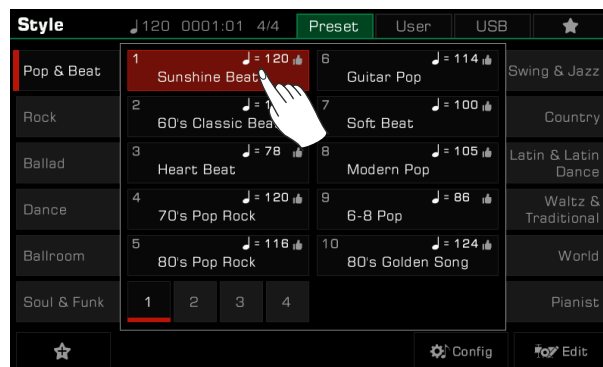 Style
♩120 0001:01 4/4
Preset
User
USB
Pop & Beat
Rock
Ballad
Dance
Ballroom
Soul & Funk
1 ♩= 120
Sunshine Beat
2
60's Classic
3 ♩= 78
Heart Beat
4 ♩= 120
70's Pop Rock
5 ♩= 116
80's Pop Rock
6 ♩= 114
Guitar Pop
7 ♩= 100
Soft Beat
8 ♩= 105
Modern Pop
9 ♩= 86
6-8 Pop
10 ♩= 124
80's Golden Song
1 2 3 4
Swing & Jazz
Country
Latin & Latin
Dance
Waltz &
Traditional
World
Pianist
Config
Edit